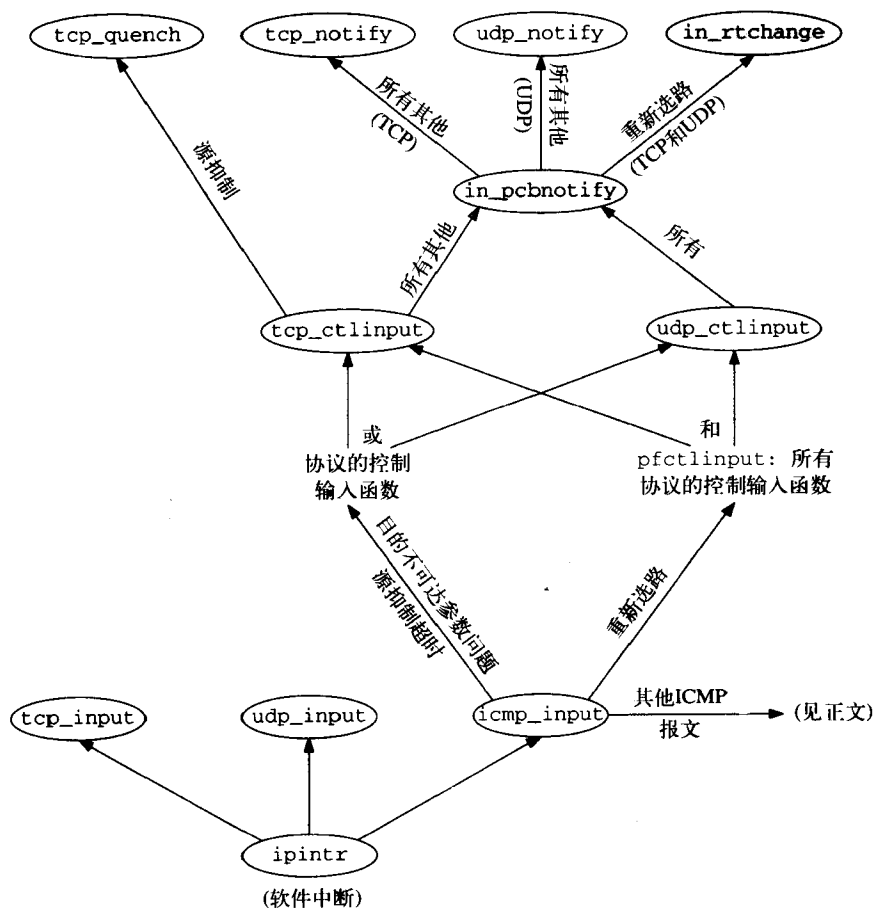 tcp_quench
tcp_notify
udp_notify
in_rtchange
所有其他
(TCP)
所有其他
(UDP)
重新选路
(TCP和UDP)
源抑制
in_pcbnotify
所有其他
所有
tcp_ctlinput
udp_ctlinput
或
协议的控制
输入函数
和
pfctlinput: 所有
协议的控制输入函数
目的不可达参数问题
源抑制超时
重新选路
tcp_input
udp_input
icmp_input
其他ICMP
报文
(见正文)
ipintr
(软件中断)